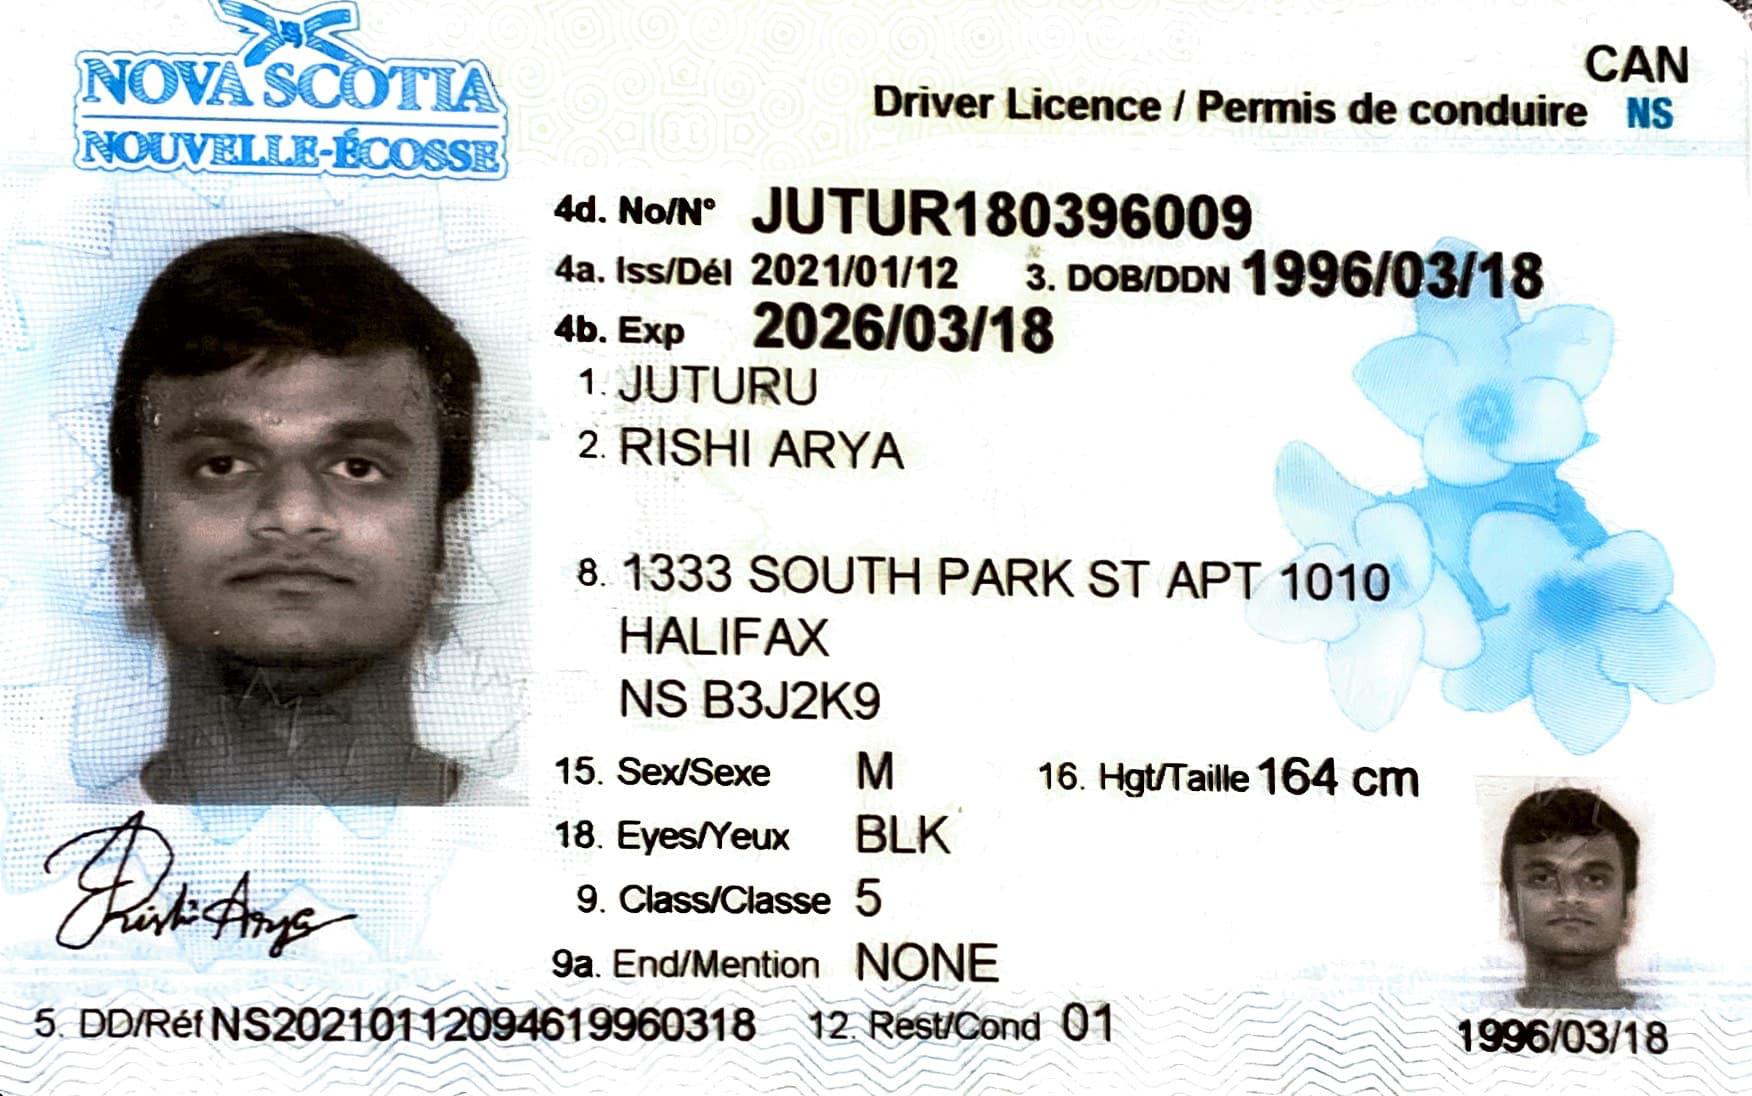 NOVA SCOTIA
NOUVELLE-ÉCOSSE
CAN
Driver Licence / Permis de conduire NS
4d. No/N° JUTUR180396009
4a. Iss/Dél 2021/01/12 3. DOB/DDN 1996/03/18
4b. Exp 2026/03/18
1. JUTURU
2. RISHI ARYA
8. 1333 SOUTH PARK ST APT 1010
HALIFAX
NS B3J2K9
15. Sex/Sexe M 16. Hgt/Taille 164 cm
18. Eyes/Yeux BLK
9. Class/Classe 5
9a. End/Mention NONE
Rishi Arya
5. DD/Réf NS20210112094619960318 12. Rest/Cond 01
1996/03/18